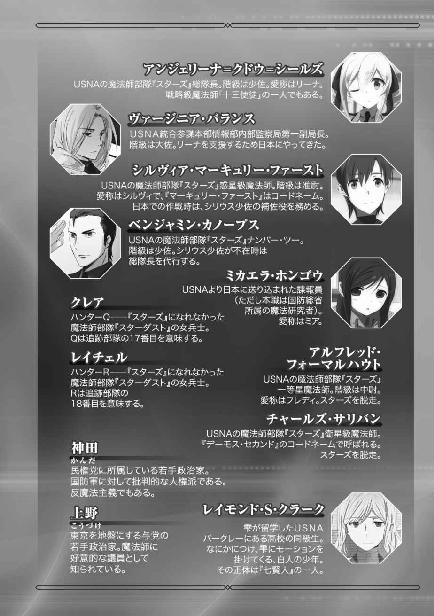 アンジェリーナ=クドウ=シールズ
USNAの魔法師部隊『スターズ』総隊長。階級は少佐。愛称はリーナ。
戦略級魔法師『十三使徒』の一人でもある。
ヴァージニア・バランス
USNA統合参謀本部情報部内部監察局第一副局長。
階級は大佐。リーナを支援するため日本にやってきた。
シルヴィア・マーキュリー・ファースト
USNAの魔法師部隊『スターズ』惑星級魔法師。階級は准尉。
愛称はシルヴィで、『マーキュリー・ファースト』はコードネーム。
日本での作戦時は、シリウス少佐の補佐役を務める。
ベンジャミン・カノープス
USNAの魔法師部隊『スターズ』ナンバー・ツー。
階級は少佐。シリウス少佐が不在時は
総隊長を代行する。
ミカエラ・ホンゴウ
USNAより日本に送り込まれた諜報員
(ただし本職は国防総省
所属の魔法研究者)。
愛称はミア。
クレア
ハンターQ――『スターズ』になれなかった
魔法師部隊『スターダスト』の女兵士。
Qは追跡部隊の17番目を意味する。
レイチェル
ハンターR――『スターズ』になれなかった
魔法師部隊『スターダスト』の女兵士。
Rは追跡部隊の
18番目を意味する。
アルフレッド・
フォーマルハウト
USNAの魔法師部隊『スターズ』
一等星魔法師。階級は中尉。
愛称はフレディ。スターズを脱走。
チャールズ・サリバン
USNAの魔法師部隊『スターズ』衛星級魔法師。
『デーモス・セカンド』のコードネームで呼ばれる。
スターズを脱走。
神田
かんだ
民権党に所属している若手政治家。
国防軍に対して批判的な人権派である。
反魔法主義でもある。
上野
こうづけ
東京を地盤にする与党の
若手政治家。魔法師に
好意的な議員として
知られている。
レイモンド・S・クラーク
雫が留学したUSNA
バークレーにある高校の同級生。
なにかにつけ、雫にモーションを
掛けてくる、白人の少年。
その正体は『七賢人』の一人。